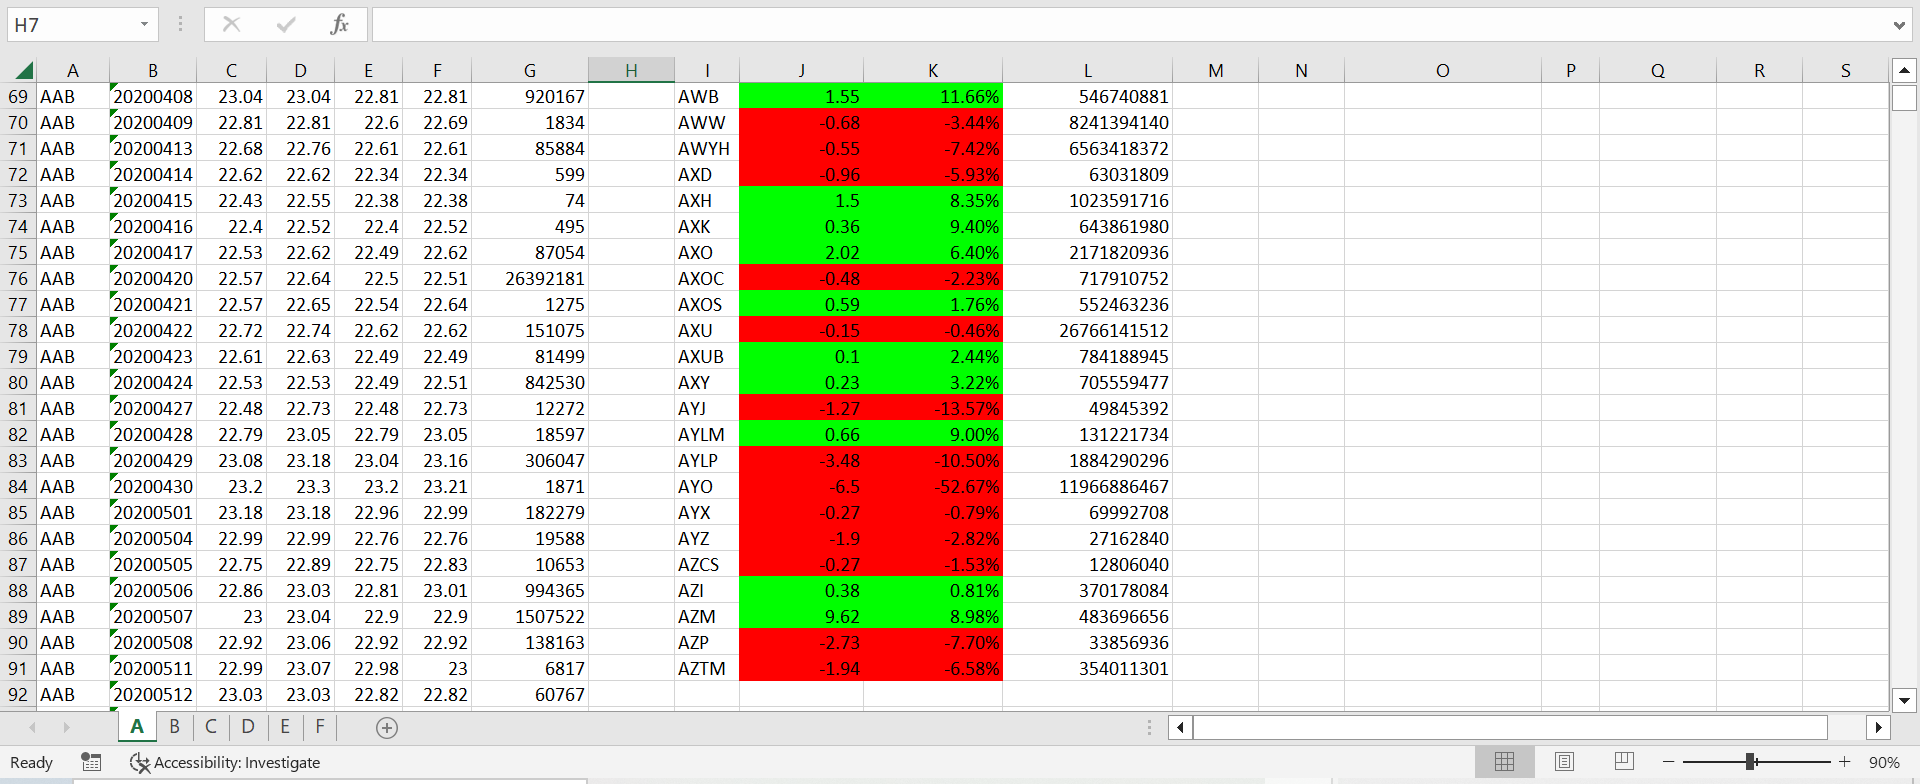 H7 fx
A B C D E F G H I J K L M N O P Q R S
69 AAB 20200408 23.04 23.04 22.81 22.81 920167 AWB 1.55 11.66% 546740881
70 AAB 20200409 22.81 22.81 22.6 22.69 1834 AWW -0.68 -3.44% 8241394140
71 AAB 20200413 22.68 22.76 22.61 22.61 85884 AWYH -0.55 -7.42% 6563418372
72 AAB 20200414 22.62 22.62 22.34 22.34 599 AXD -0.96 -5.93% 63031809
73 AAB 20200415 22.43 22.55 22.38 22.38 74 AXH 1.5 8.35% 1023591716
74 AAB 20200416 22.4 22.52 22.4 22.52 495 AXK 0.36 9.40% 643861980
75 AAB 20200417 22.53 22.62 22.49 22.62 87054 AXO 2.02 6.40% 2171820936
76 AAB 20200420 22.57 22.64 22.5 22.51 26392181 AXOC -0.48 -2.23% 717910752
77 AAB 20200421 22.57 22.65 22.54 22.64 1275 AXOS 0.59 1.76% 552463236
78 AAB 20200422 22.72 22.74 22.62 22.62 151075 AXU -0.15 -0.46% 26766141512
79 AAB 20200423 22.61 22.63 22.49 22.49 81499 AXUB 0.1 2.44% 784188945
80 AAB 20200424 22.53 22.53 22.49 22.51 842530 AXY 0.23 3.22% 705559477
81 AAB 20200427 22.48 22.73 22.48 22.73 12272 AYJ -1.27 -13.57% 49845392
82 AAB 20200428 22.79 23.05 22.79 23.05 18597 AYLM 0.66 9.00% 131221734
83 AAB 20200429 23.08 23.18 23.04 23.16 306047 AYLP -3.48 -10.50% 1884290296
84 AAB 20200430 23.2 23.3 23.2 23.21 1871 AYO -6.5 -52.67% 11966886467
85 AAB 20200501 23.18 23.18 22.96 22.99 182279 AYX -0.27 -0.79% 69992708
86 AAB 20200504 22.99 22.99 22.76 22.76 19588 AYZ -1.9 -2.82% 27162840
87 AAB 20200505 22.75 22.89 22.75 22.83 10653 AZCS -0.27 -1.53% 12806040
88 AAB 20200506 22.86 23.03 22.81 23.01 994365 AZI 0.38 0.81% 370178084
89 AAB 20200507 23 23.04 22.9 22.9 1507522 AZM 9.62 8.98% 483696656
90 AAB 20200508 22.92 23.06 22.92 22.92 138163 AZP -2.73 -7.70% 33856936
91 AAB 20200511 22.99 23.07 22.98 23 6817 AZTM -1.94 -6.58% 354011301
92 AAB 20200512 23.03 23.03 22.82 22.82 60767
A B C D E F
Ready Accessibility: Investigate 90%